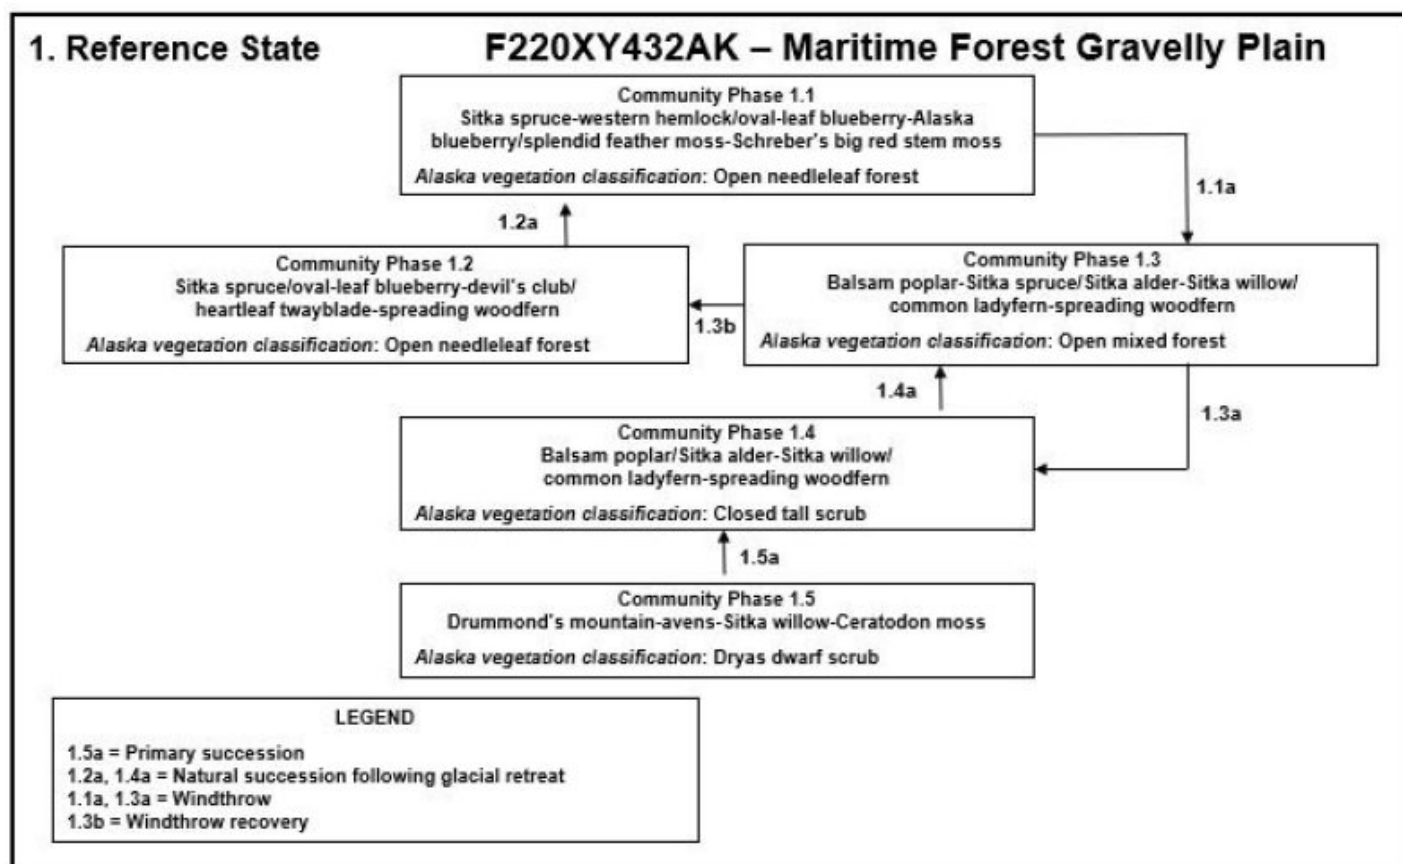 1. Reference State
F220XY432AK – Maritime Forest Gravelly Plain
Community Phase 1.1
Sitka spruce-western hemlock/oval-leaf blueberry-Alaska
blueberry/splendid feather moss-Schreber's big red stem moss
Alaska vegetation classification: Open needleleaf forest
1.1a
1.2a
Community Phase 1.2
Sitka spruce/oval-leaf blueberry-devil's club/
heartleaf twayblade-spreading woodfern
Alaska vegetation classification: Open needleleaf forest
1.3b
Community Phase 1.3
Balsam poplar-Sitka spruce/Sitka alder-Sitka willow/
common ladyfern-spreading woodfern
Alaska vegetation classification: Open mixed forest
1.4a
1.3a
Community Phase 1.4
Balsam poplar/Sitka alder-Sitka willow/
common ladyfern-spreading woodfern
Alaska vegetation classification: Closed tall scrub
1.5a
Community Phase 1.5
Drummond's mountain-avens-Sitka willow-Ceratodon moss
Alaska vegetation classification: Dryas dwarf scrub
LEGEND
1.5a = Primary succession
1.2a, 1.4a = Natural succession following glacial retreat
1.1a, 1.3a = Windthrow
1.3b = Windthrow recovery